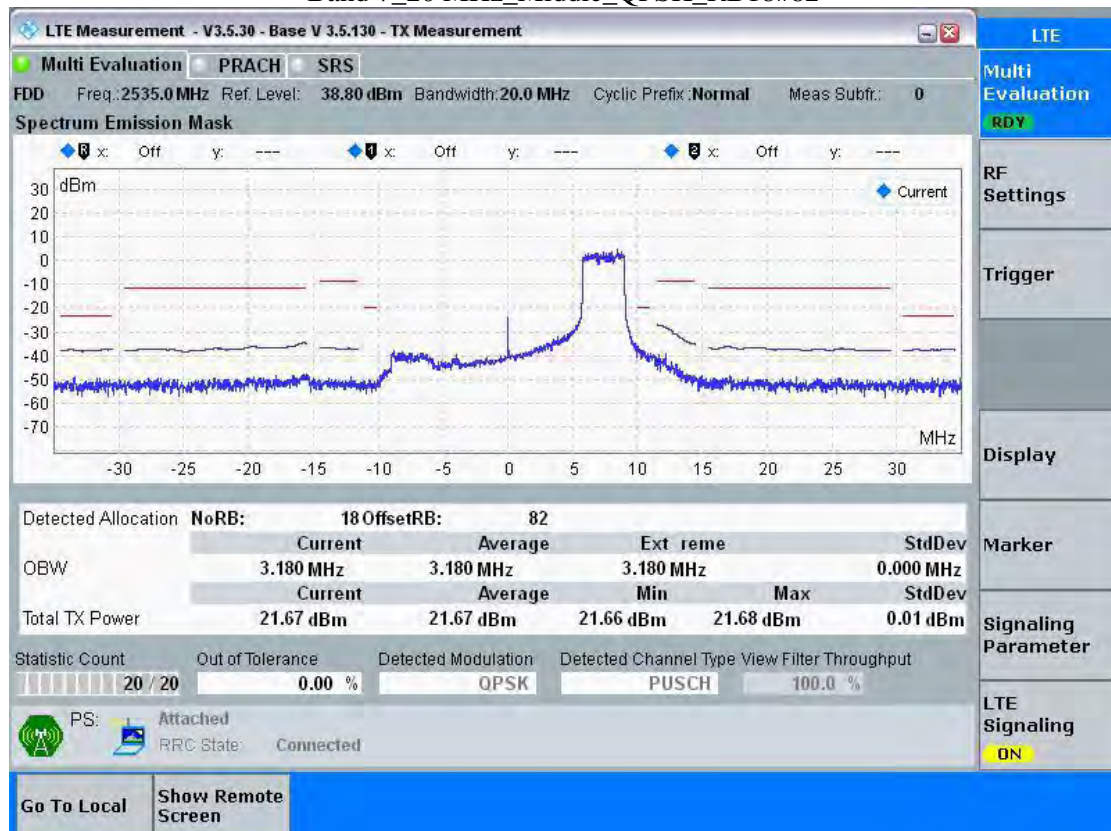 LTE Measurement - V3.5.30 - Base V 3.5.130 - TX Measurement
LTE
Multi Evaluation PRACH SRS
Multi Evaluation
RDY
FDD Freq.:2535.0 MHz Ref. Level: 38.80 dBm Bandwidth:20.0 MHz Cyclic Prefix :Normal Meas Subfr.: 0
Spectrum Emission Mask
R x: Off y: --- 1 x: Off y: --- 2 x: Off y: ---
dBm
Current
30
20
10
0
-10
-20
-30
-40
-50
-60
-70
MHz
-30 -25 -20 -15 -10 -5 0 5 10 15 20 25 30
RF Settings
Trigger
Display
Marker
Signaling Parameter
LTE Signaling
ON
Detected Allocation NoRB: 18 OffsetRB: 82
Current Average Ext reme StdDev
OBW 3.180 MHz 3.180 MHz 3.180 MHz 0.000 MHz
Current Average Min Max StdDev
Total TX Power 21.67 dBm 21.67 dBm 21.66 dBm 21.68 dBm 0.01 dBm
Statistic Count Out of Tolerance Detected Modulation Detected Channel Type View Filter Throughput
20 / 20 0.00 % QPSK PUSCH 100.0 %
PS: Attached
RRC State: Connected
Go To Local
Show Remote Screen